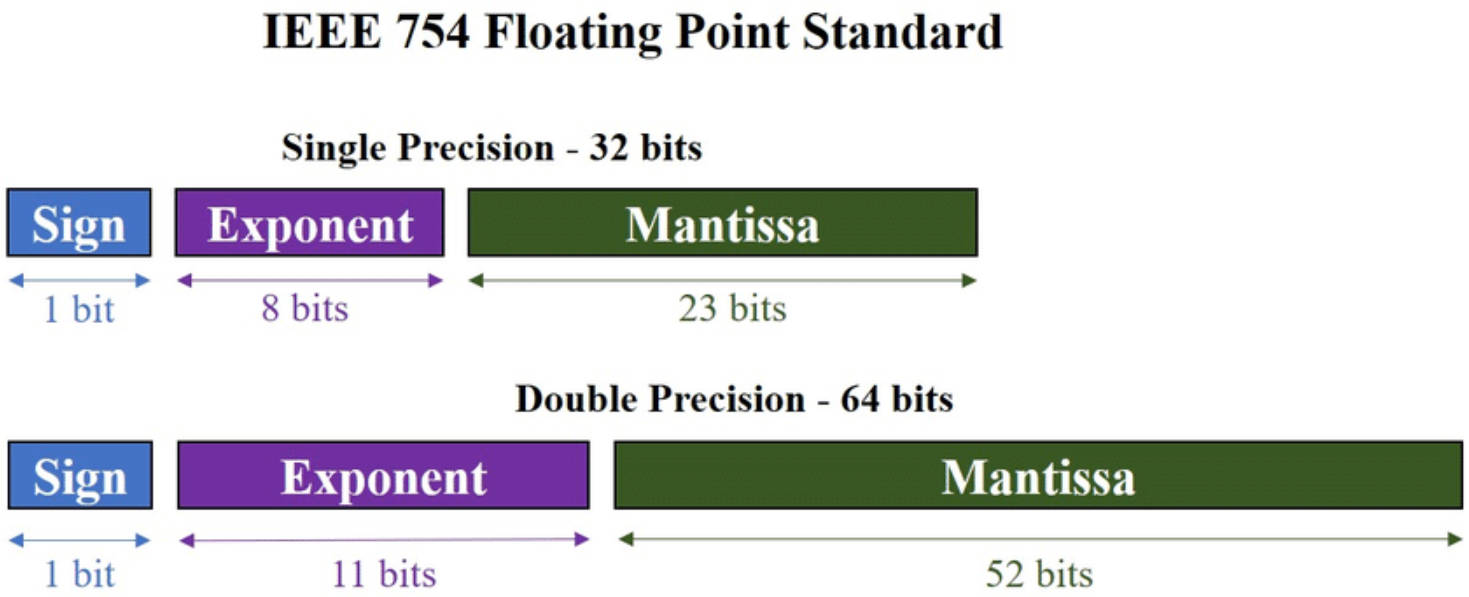 IEEE 754 Floating Point Standard
Single Precision - 32 bits
Sign Exponent Mantissa
1 bit 8 bits 23 bits
Double Precision - 64 bits
Sign Exponent Mantissa
1 bit 11 bits 52 bits